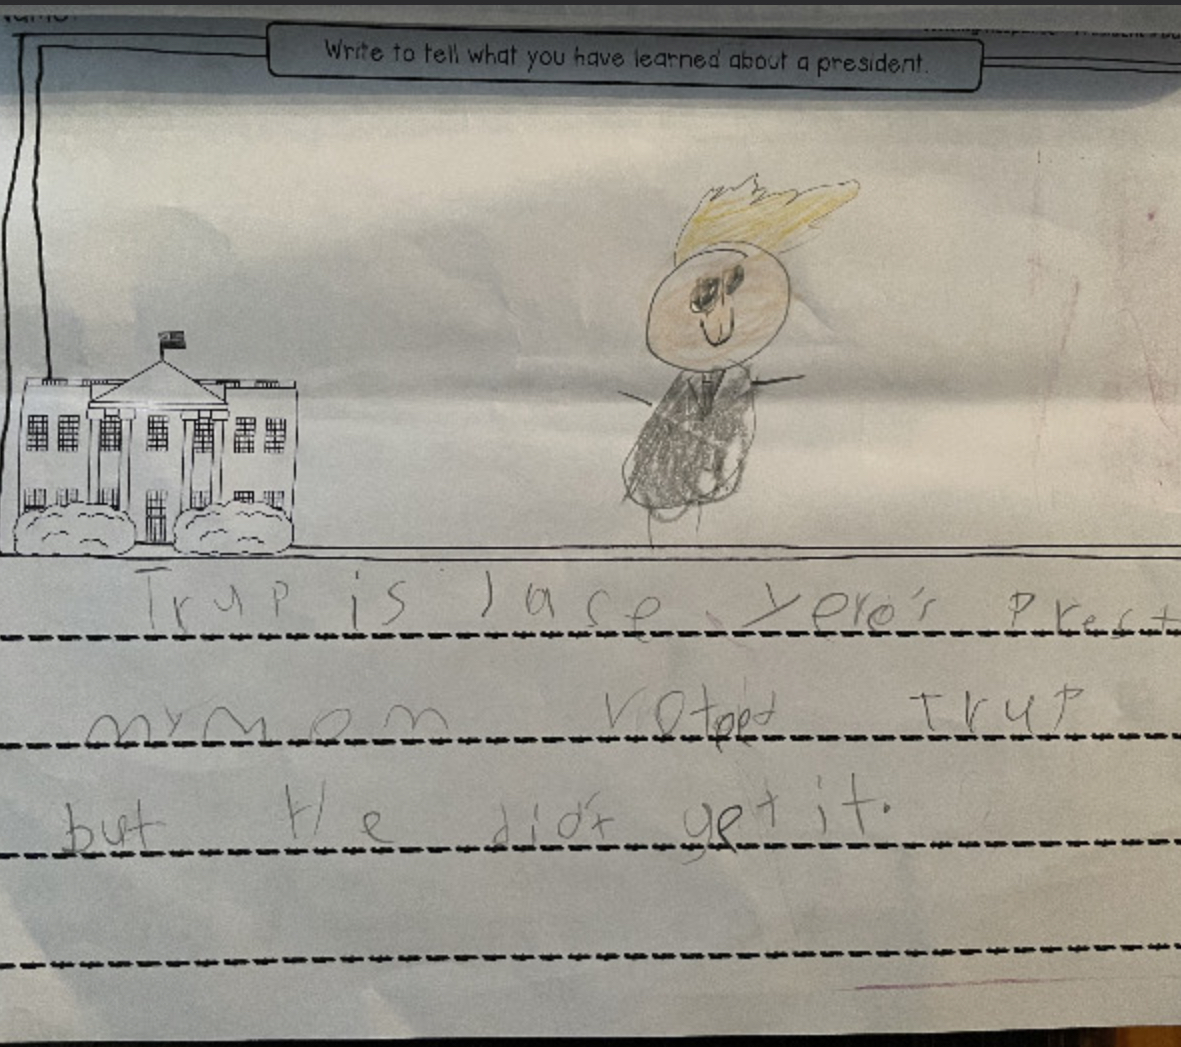 Write to tell what you have learned about a president.
Trup is lase yero's Prest
my mom voted Trup
but He did't get it.